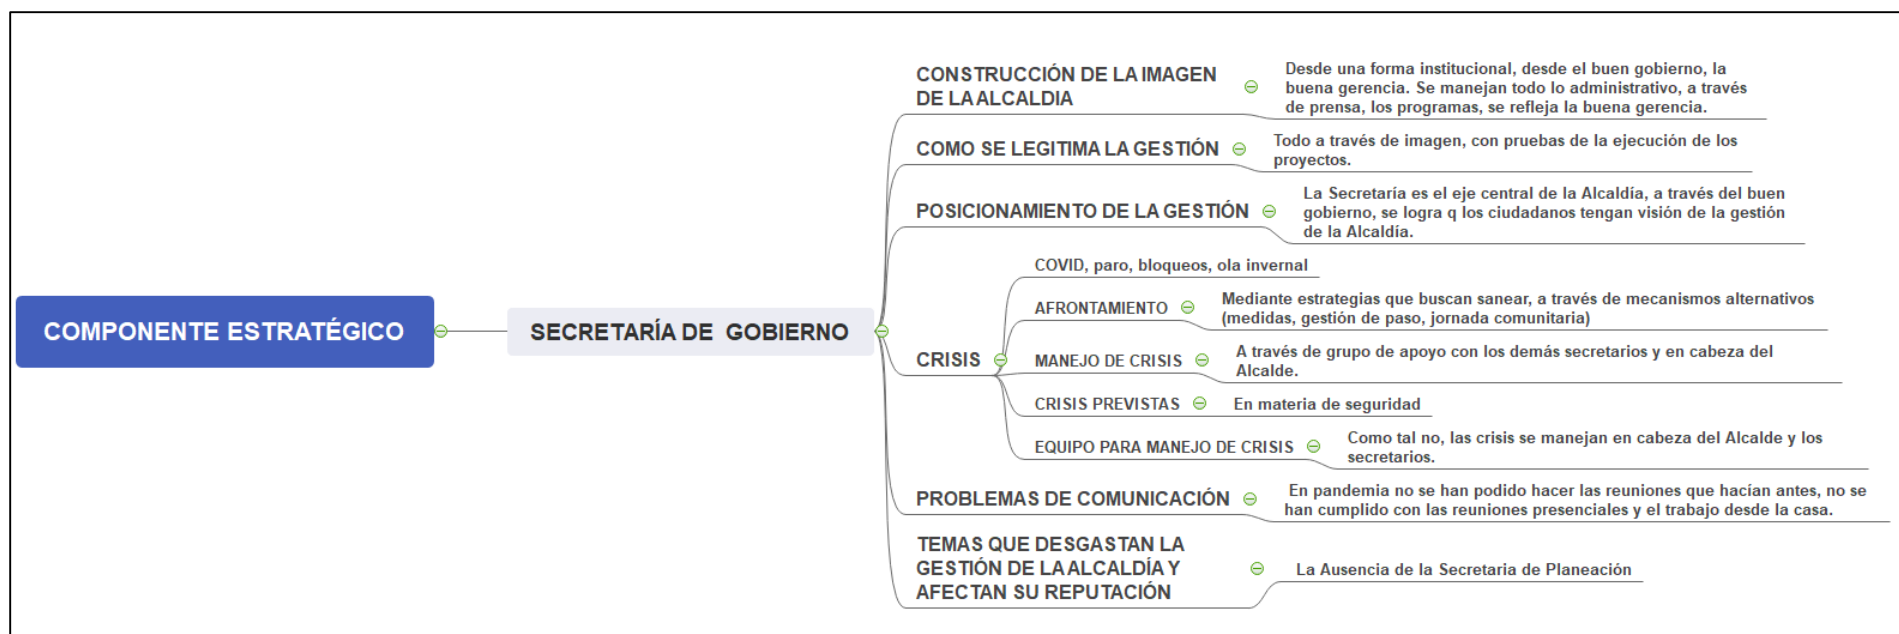 COMPONENTE ESTRATÉGICO
SECRETARÍA DE GOBIERNO
CONSTRUCCIÓN DE LA IMAGEN
DE LA ALCALDIA
Desde una forma institucional, desde el buen gobierno, la
buena gerencia. Se manejan todo lo administrativo, a través
de prensa, los programas, se refleja la buena gerencia.
COMO SE LEGITIMA LA GESTIÓN
Todo a través de imagen, con pruebas de la ejecución de los
proyectos.
POSICIONAMIENTO DE LA GESTIÓN
La Secretaría es el eje central de la Alcaldía, a través del buen
gobierno, se logra q los ciudadanos tengan visión de la gestión
de la Alcaldía.
CRISIS
COVID, paro, bloqueos, ola invernal
AFRONTAMIENTO
Mediante estrategias que buscan sanear, a través de mecanismos alternativos
(medidas, gestión de paso, jornada comunitaria)
MANEJO DE CRISIS
A través de grupo de apoyo con los demás secretarios y en cabeza del
Alcalde.
CRISIS PREVISTAS
En materia de seguridad
EQUIPO PARA MANEJO DE CRISIS
Como tal no, las crisis se manejan en cabeza del Alcalde y los
secretarios.
PROBLEMAS DE COMUNICACIÓN
En pandemia no se han podido hacer las reuniones que hacían antes, no se
han cumplido con las reuniones presenciales y el trabajo desde la casa.
TEMAS QUE DESGASTAN LA
GESTIÓN DE LA ALCALDÍA Y
AFECTAN SU REPUTACIÓN
La Ausencia de la Secretaria de Planeación